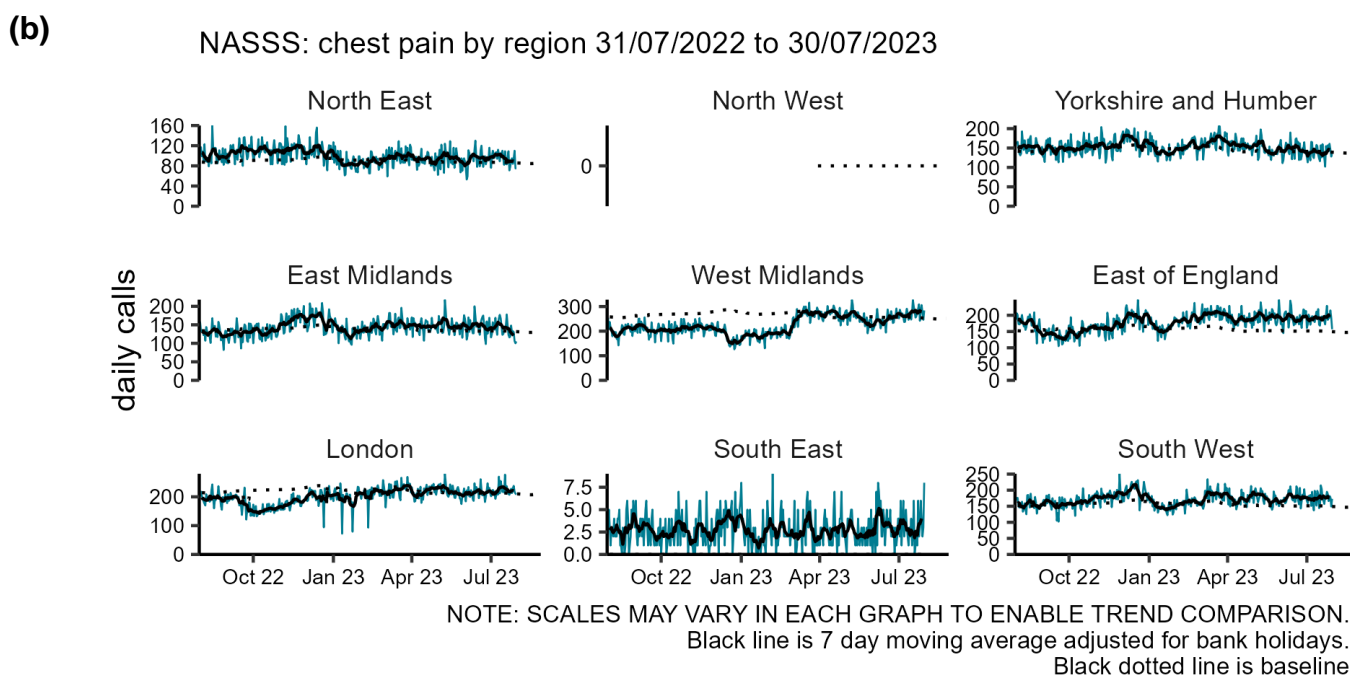 (b)
NASSS: chest pain by region 31/07/2022 to 30/07/2023
North East
North West
Yorkshire and Humber
160
120
80
40
0
0
200
150
100
50
0
East Midlands
West Midlands
East of England
daily calls
200
150
100
50
0
300
200
100
0
200
150
100
50
0
London
South East
South West
200
100
0
7.5
5.0
2.5
0.0
250
200
150
100
50
0
Oct 22 Jan 23 Apr 23 Jul 23
Oct 22 Jan 23 Apr 23 Jul 23
Oct 22 Jan 23 Apr 23 Jul 23
NOTE: SCALES MAY VARY IN EACH GRAPH TO ENABLE TREND COMPARISON.
Black line is 7 day moving average adjusted for bank holidays.
Black dotted line is baseline